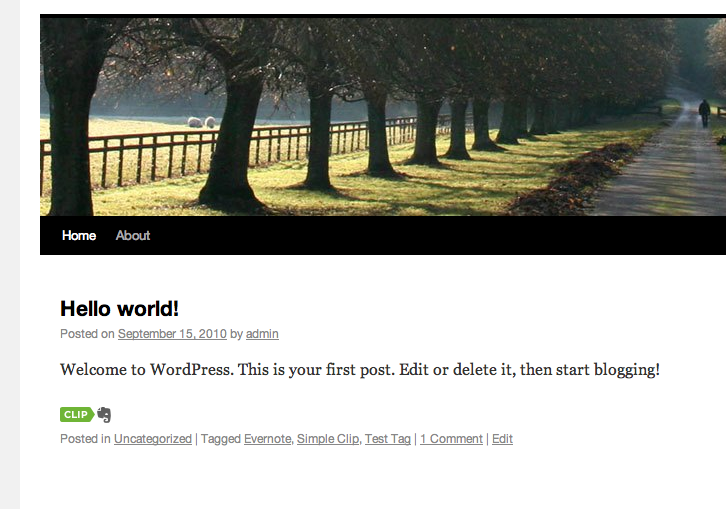 Home About
Hello world!
Posted on September 15, 2010 by admin
Welcome to WordPress. This is your first post. Edit or delete it, then start blogging!
CLIP
Posted in Uncategorized | Tagged Evernote, Simple Clip, Test Tag | 1 Comment | Edit